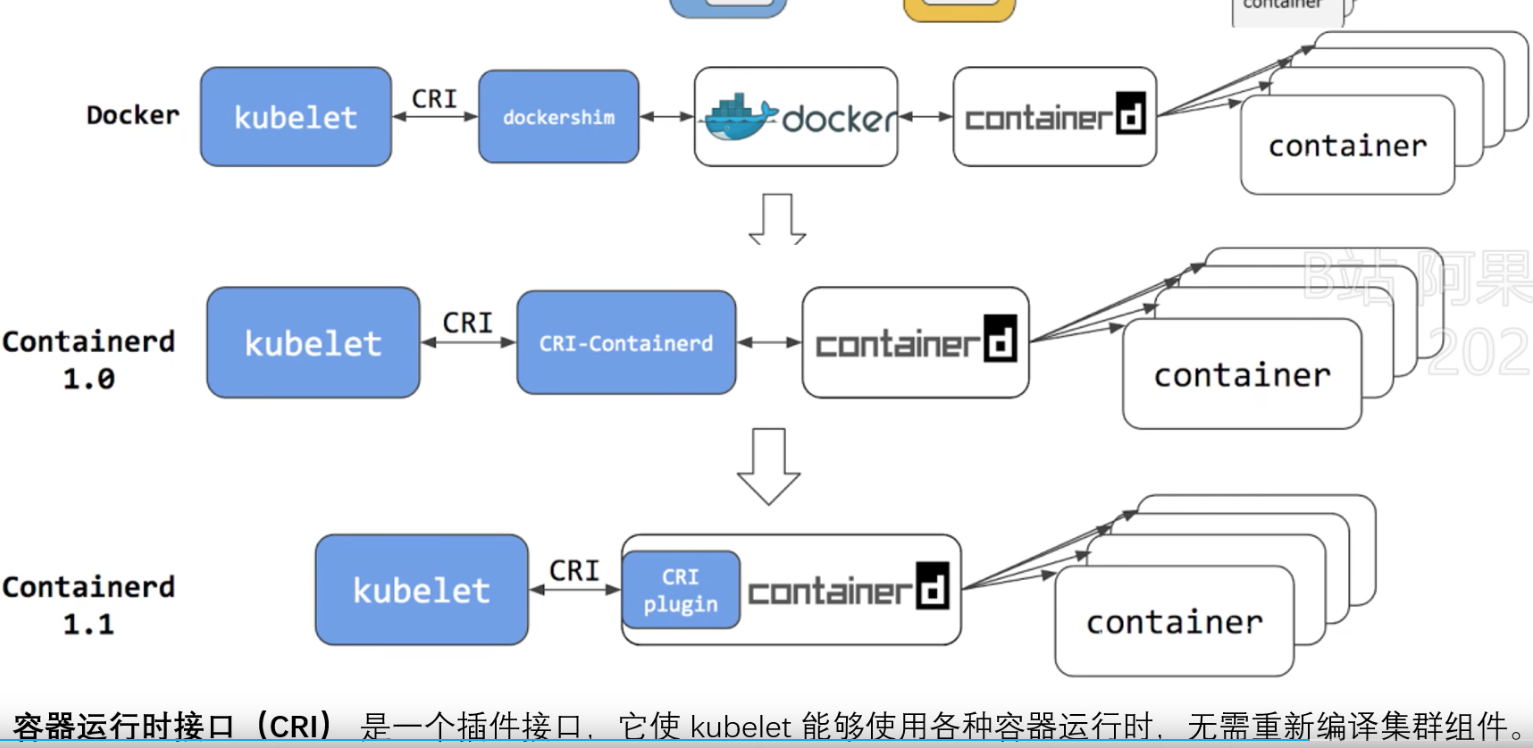 container
Docker
kubelet
CRI
dockershim
docker
containerd
container
Containerd
1.0
kubelet
CRI
CRI-Containerd
containerd
container
B站 阿果
202
Containerd
1.1
kubelet
CRI
CRI
plugin
containerd
container
容器运行时接口（CRI） 是一个插件接口，它使 kubelet 能够使用各种容器运行时，无需重新编译集群组件。